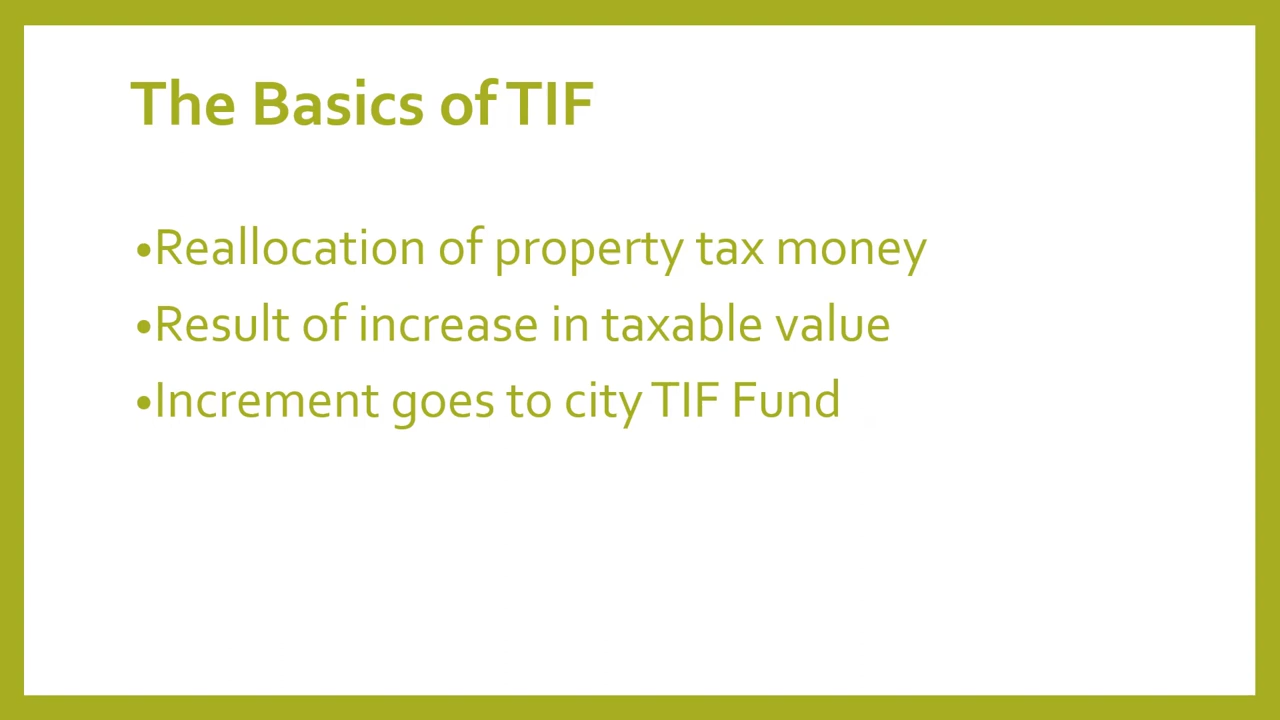 The Basics of TIF
•Reallocation of property tax money
•Result of increase in taxable value
•Increment goes to city TIF Fund